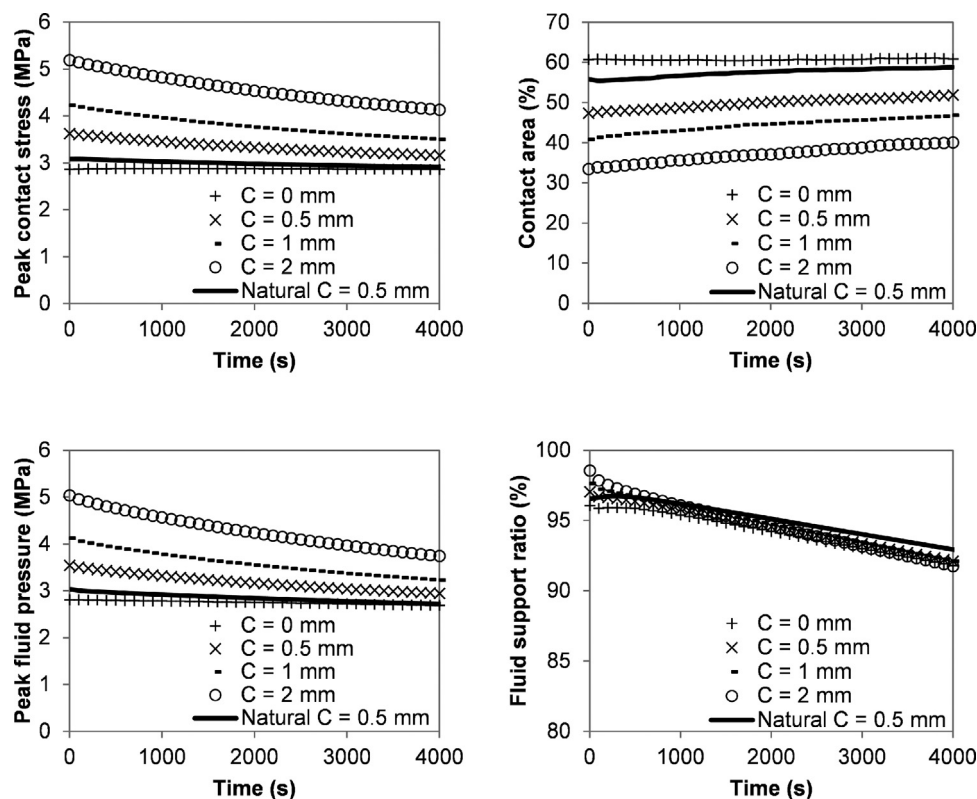 Peak contact stress (MPa)
6
5
4
3
2
1
0
+ C = 0 mm
× C = 0.5 mm
- C = 1 mm
○ C = 2 mm
Natural C = 0.5 mm
0 1000 2000 3000 4000
Time (s)
Contact area (%)
70
60
50
40
30
20
10
0
+ C = 0 mm
× C = 0.5 mm
- C = 1 mm
○ C = 2 mm
Natural C = 0.5 mm
0 1000 2000 3000 4000
Time (s)
Peak fluid pressure (MPa)
6
5
4
3
2
1
0
+ C = 0 mm
× C = 0.5 mm
- C = 1 mm
○ C = 2 mm
Natural C = 0.5 mm
0 1000 2000 3000 4000
Time (s)
Fluid support ratio (%)
100
95
90
85
80
+ C = 0 mm
× C = 0.5 mm
- C = 1 mm
○ C = 2 mm
Natural C = 0.5 mm
0 1000 2000 3000 4000
Time (s)